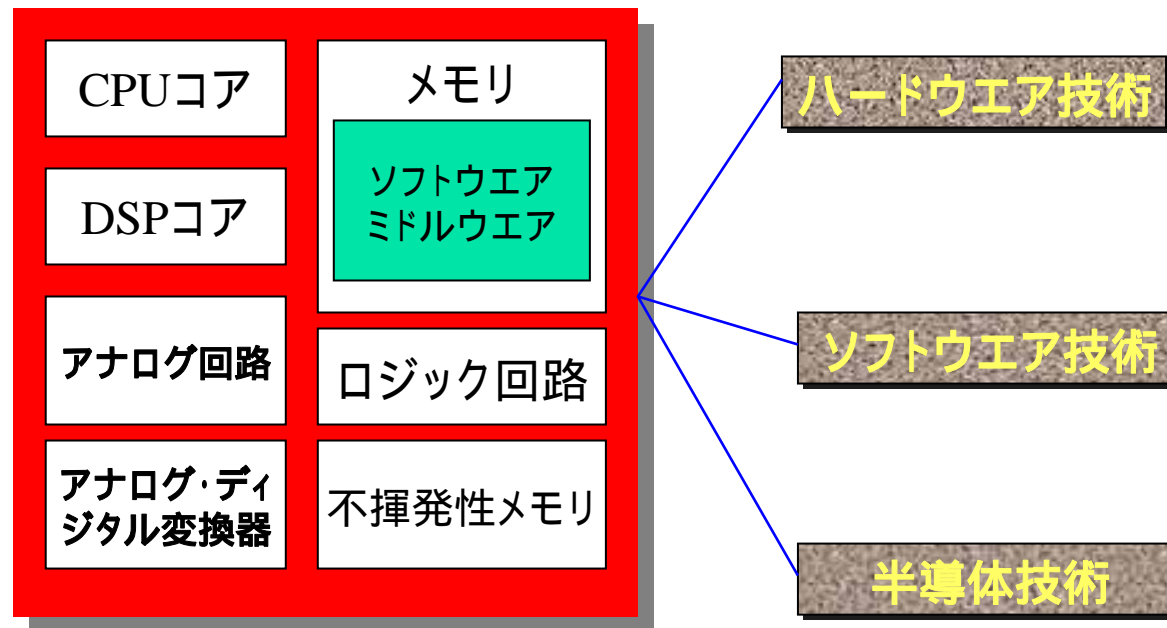 CPUコア
DSPコア
アナログ回路
アナログ・ディ
ジタル変換器
メモリ
ソフトウエア
ミドルウエア
ロジック回路
不揮発性メモリ
ハードウエア技術
ソフトウエア技術
半導体技術